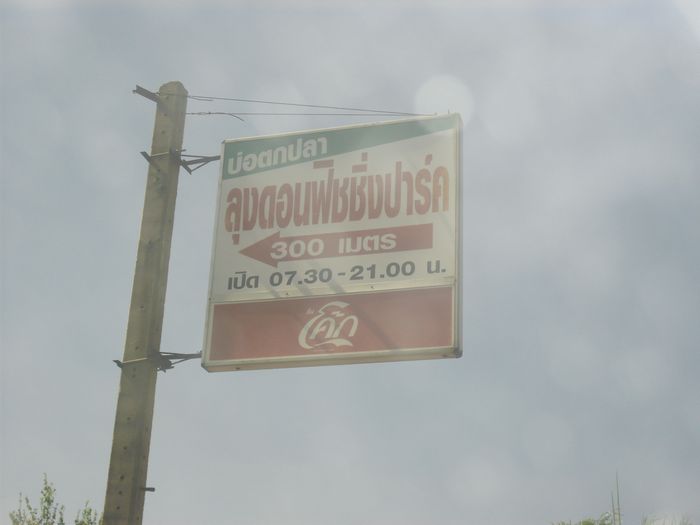 บ่อตกปลา
ลุงดอนฟิชชิ่งปาร์ค
300 เมตร
เปิด 07.30-21.00 น.
โค้ก